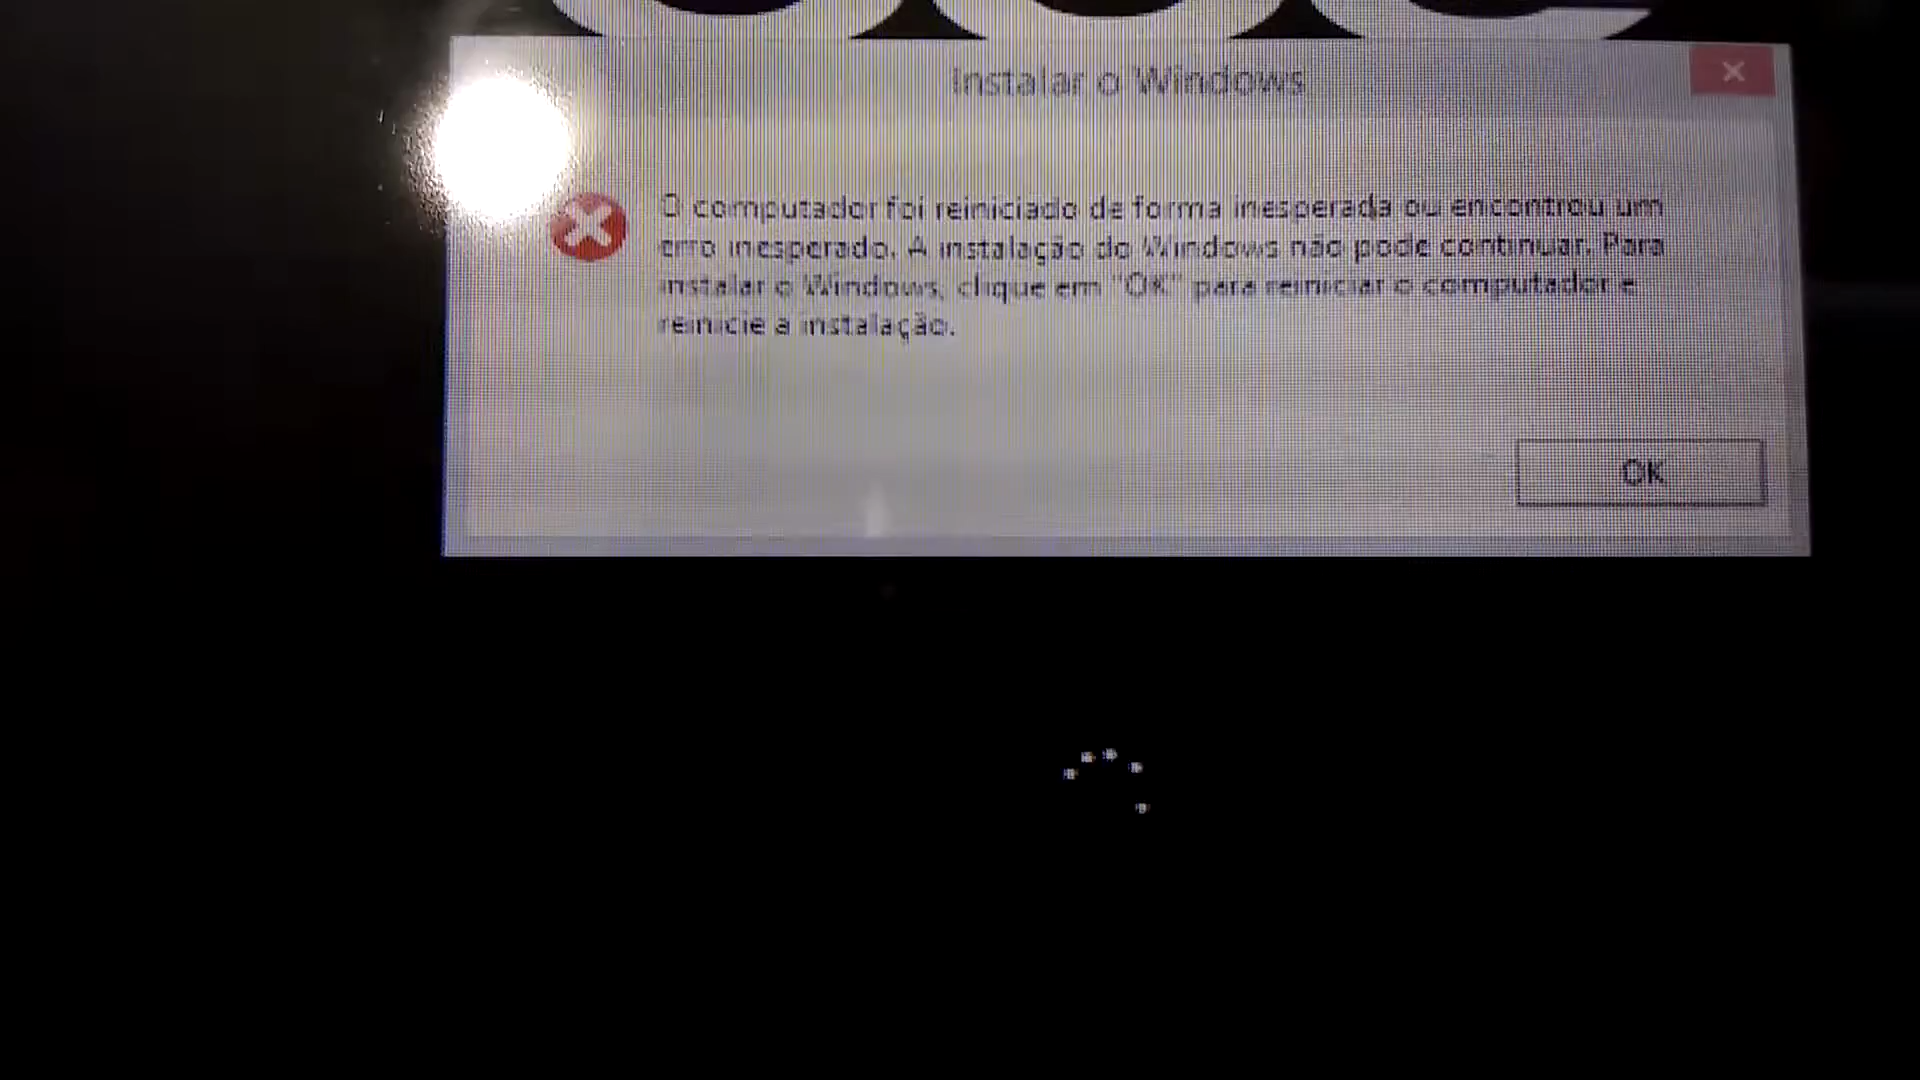 Instalar o Windows
O computador foi reiniciado de forma inesperada ou encontrou um
erro inesperado. A instalação do Windows não pode continuar. Para
instalar o Windows, clique em "OK" para reiniciar o computador e
reinicie a instalação.
OK